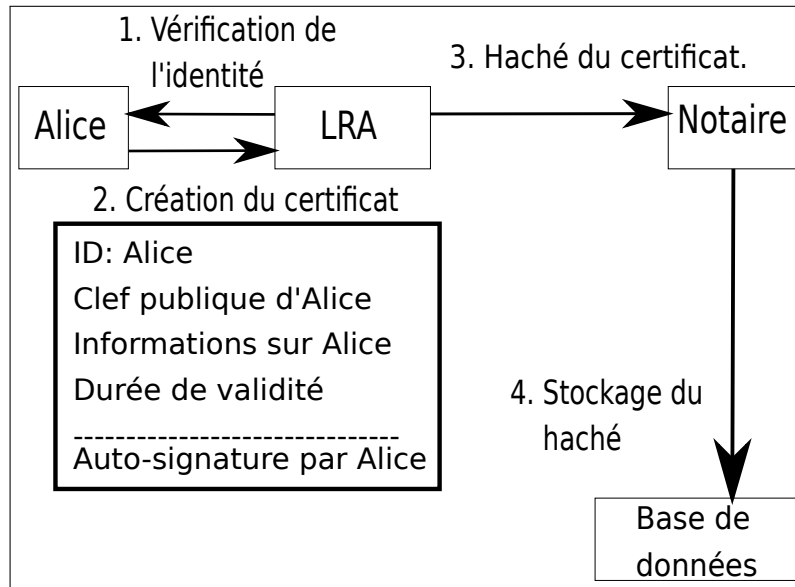 1. Vérification de
l'identité
3. Haché du certificat.
Alice
LRA
Notaire
2. Création du certificat
ID: Alice
Clef publique d'Alice
Informations sur Alice
Durée de validité
-------------------------------
Auto-signature par Alice
4. Stockage du
haché
Base de
données